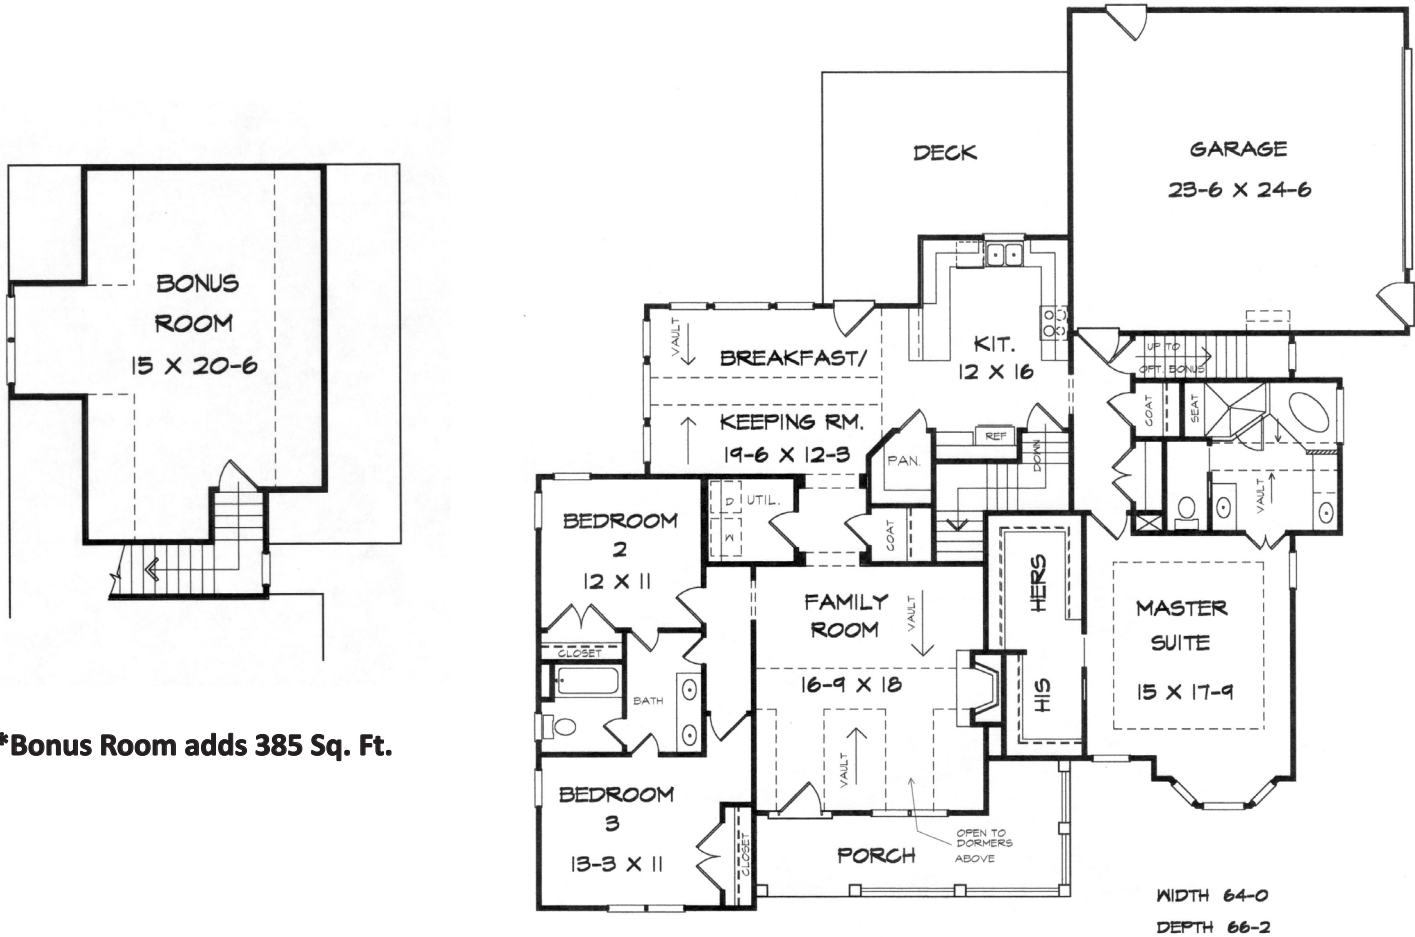 BONUS
ROOM
15 X 20-6
*Bonus Room adds 385 Sq. Ft.
DECK
GARAGE
23-6 X 24-6
VAULT
BREAKFAST/
KEEPING RM.
19-6 X 12-3
KIT.
12 X 16
UP TO
OPT. BONUS
COAT
SEAT
REF
PAN.
DOWN
VAULT
BEDROOM
2
12 X 11
D
W
UTIL.
COAT
HERS
HIS
FAMILY
ROOM
16-9 X 18
VAULT
VAULT
MASTER
SUITE
15 X 17-9
CLOSET
BATH
BEDROOM
3
13-3 X 11
CLOSET
PORCH
OPEN TO
DORMERS
ABOVE
WIDTH 64-0
DEPTH 66-2